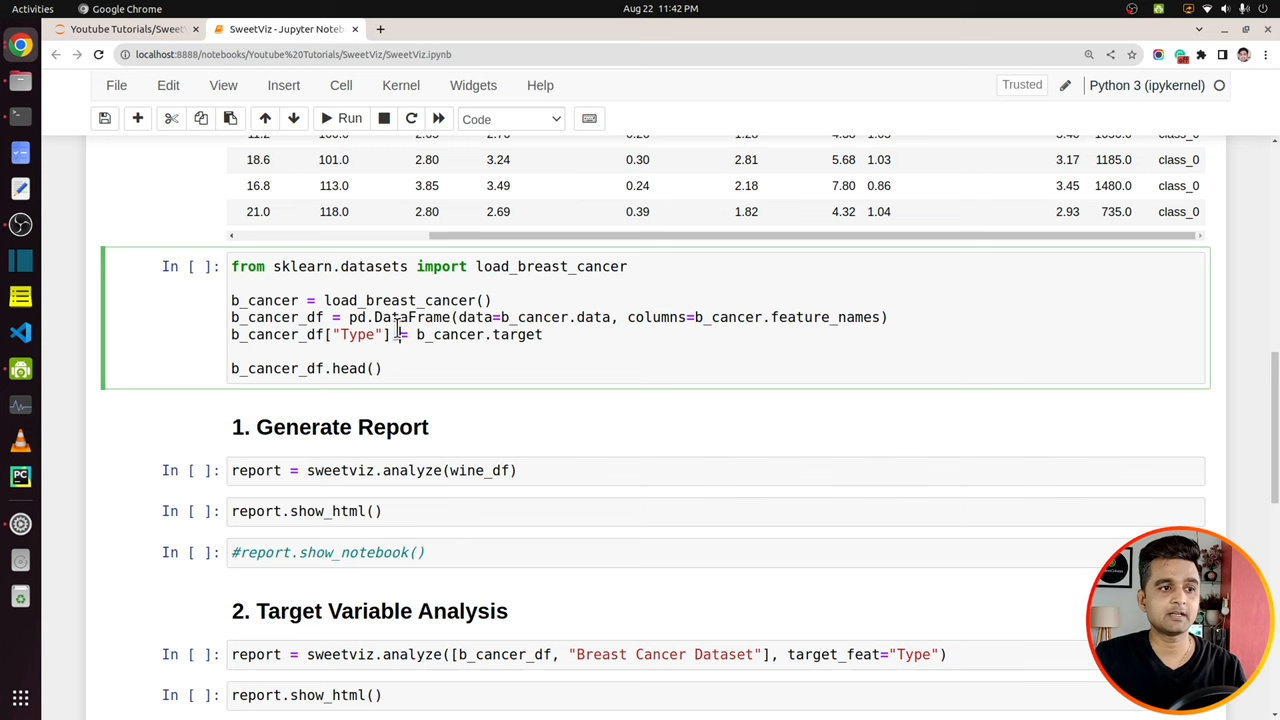 Activities
Google Chrome
Aug 22 11:42 PM
Youtube Tutorials/SweetV
SweetViz - Jupyter Noteb
localhost:8888/notebooks/Youtube%20Tutorials/SweetViz/SweetViz.ipynb
File Edit View Insert Cell Kernel Widgets Help
Trusted
Python 3 (ipykernel)
Run
Code
18.6 101.0 2.80 3.24 0.30 2.81 5.68 1.03 3.17 1185.0 class_0
16.8 113.0 3.85 3.49 0.24 2.18 7.80 0.86 3.45 1480.0 class_0
21.0 118.0 2.80 2.69 0.39 1.82 4.32 1.04 2.93 735.0 class_0
In [ ]: from sklearn.datasets import load_breast_cancer
b_cancer = load_breast_cancer()
b_cancer_df = pd.DataFrame(data=b_cancer.data, columns=b_cancer.feature_names)
b_cancer_df["Type"] = b_cancer.target
b_cancer_df.head()
1. Generate Report
In [ ]: report = sweetviz.analyze(wine_df)
In [ ]: report.show_html()
In [ ]: #report.show_notebook()
2. Target Variable Analysis
In [ ]: report = sweetviz.analyze([b_cancer_df, "Breast Cancer Dataset"], target_feat="Type")
In [ ]: report.show_html()